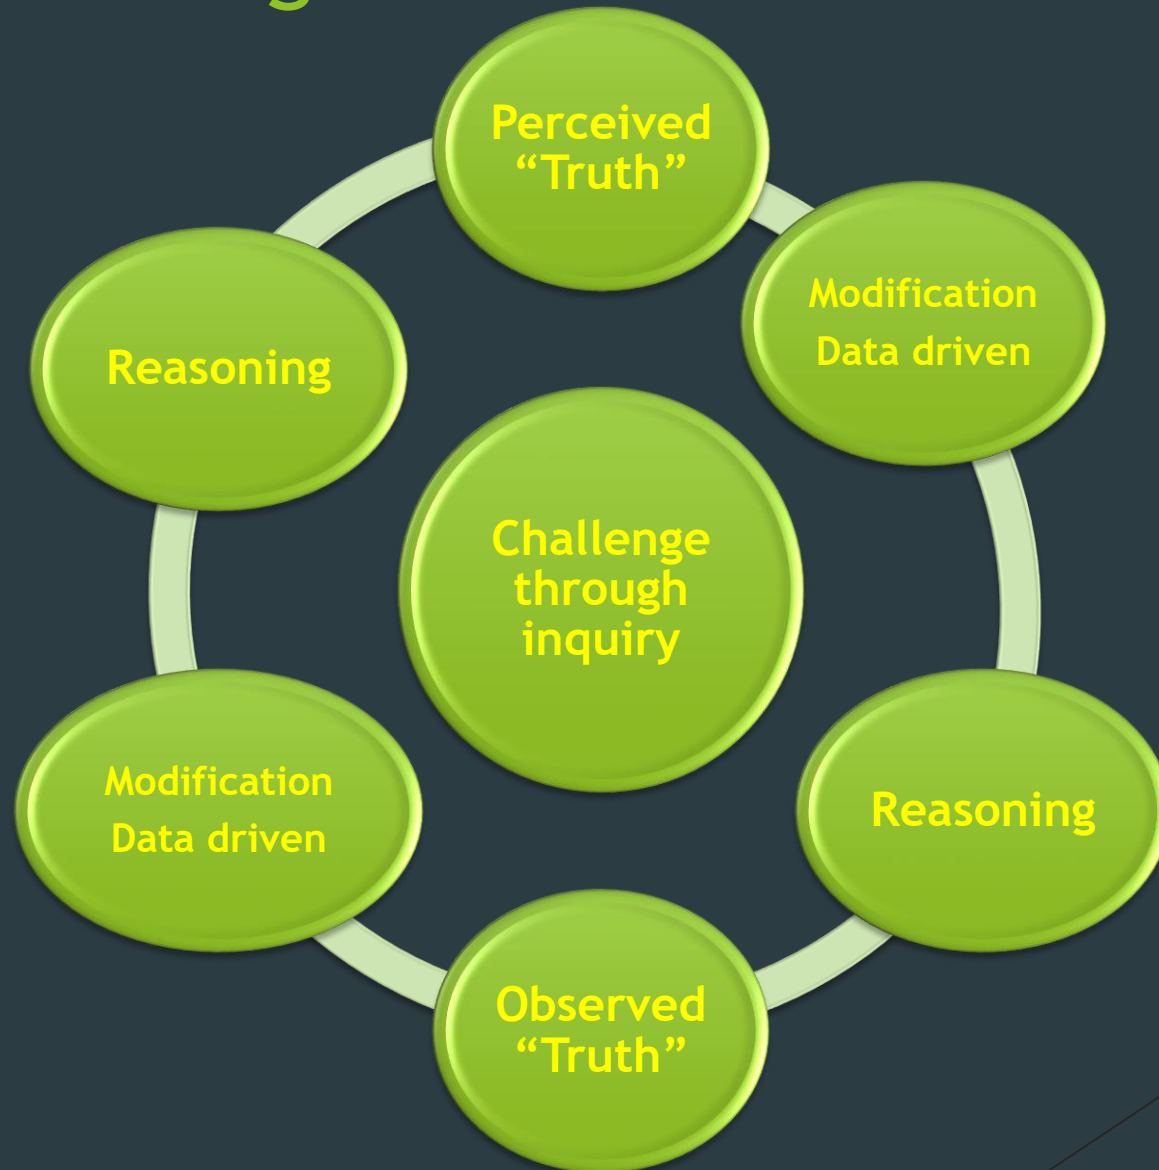 Perceived
“Truth”
Modification
Data driven
Reasoning
Challenge
through
inquiry
Modification
Data driven
Reasoning
Observed
“Truth”